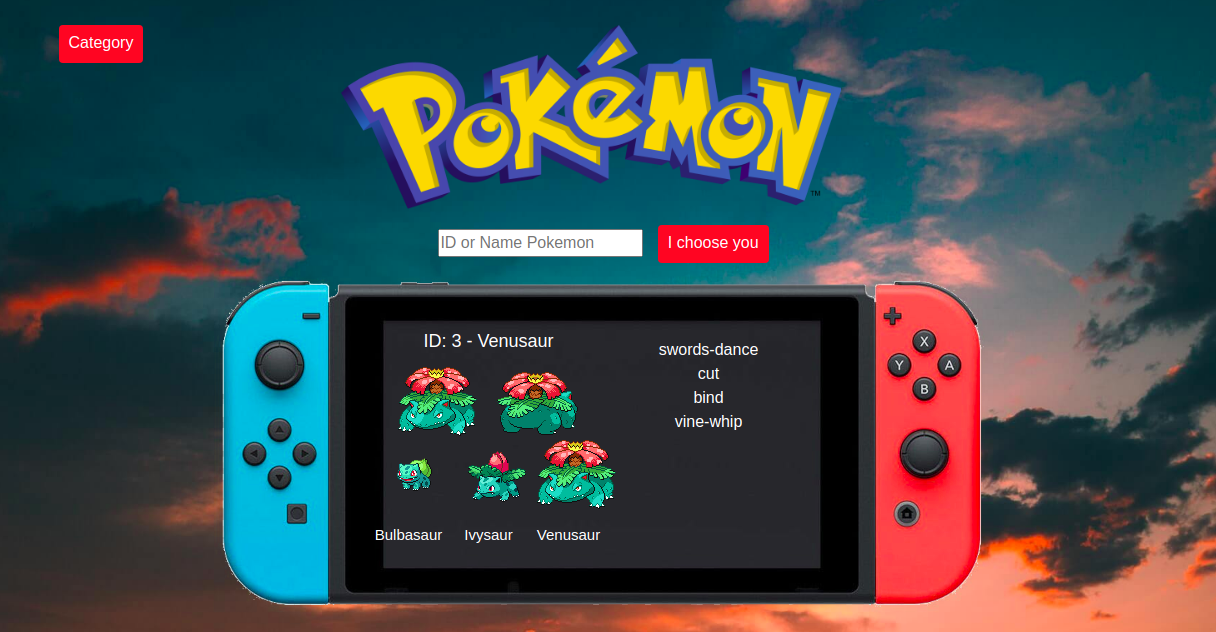 Category
Pokémon
TM
ID or Name Pokemon
I choose you
ID: 3 - Venusaur
swords-dance
cut
bind
vine-whip
Bulbasaur Ivysaur Venusaur
X
Y
A
B